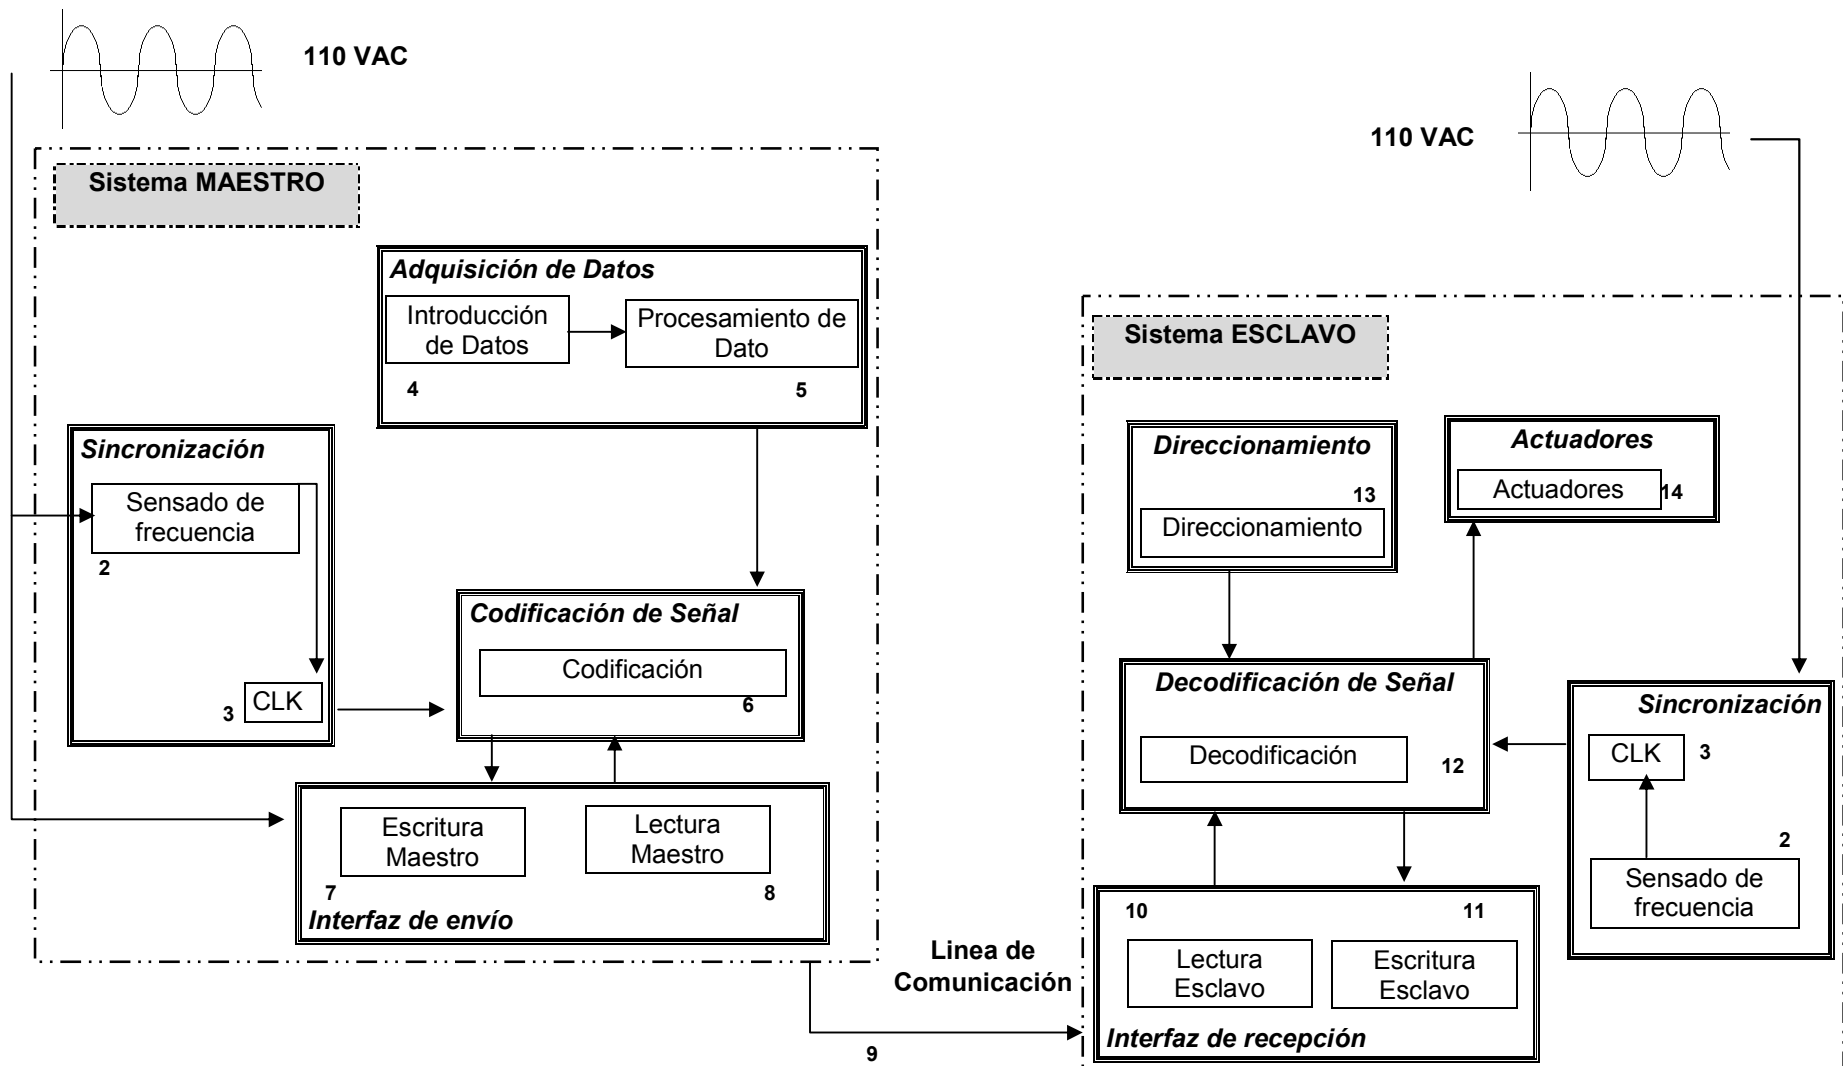 110 VAC
110 VAC
Sistema MAESTRO
Adquisición de Datos
Introducción
de Datos
Procesamiento de
Dato
4
5
Sincronización
Sensado de
frecuencia
2
3
CLK
Codificación de Señal
Codificación
6
Escritura
Maestro
Lectura
Maestro
7
8
Interfaz de envío
Linea de
Comunicación
9
Sistema ESCLAVO
Direccionamiento
13
Direccionamiento
Actuadores
Actuadores
14
Decodificación de Señal
Decodificación
12
Sincronización
CLK
3
2
Sensado de
frecuencia
10
11
Lectura
Esclavo
Escritura
Esclavo
Interfaz de recepción